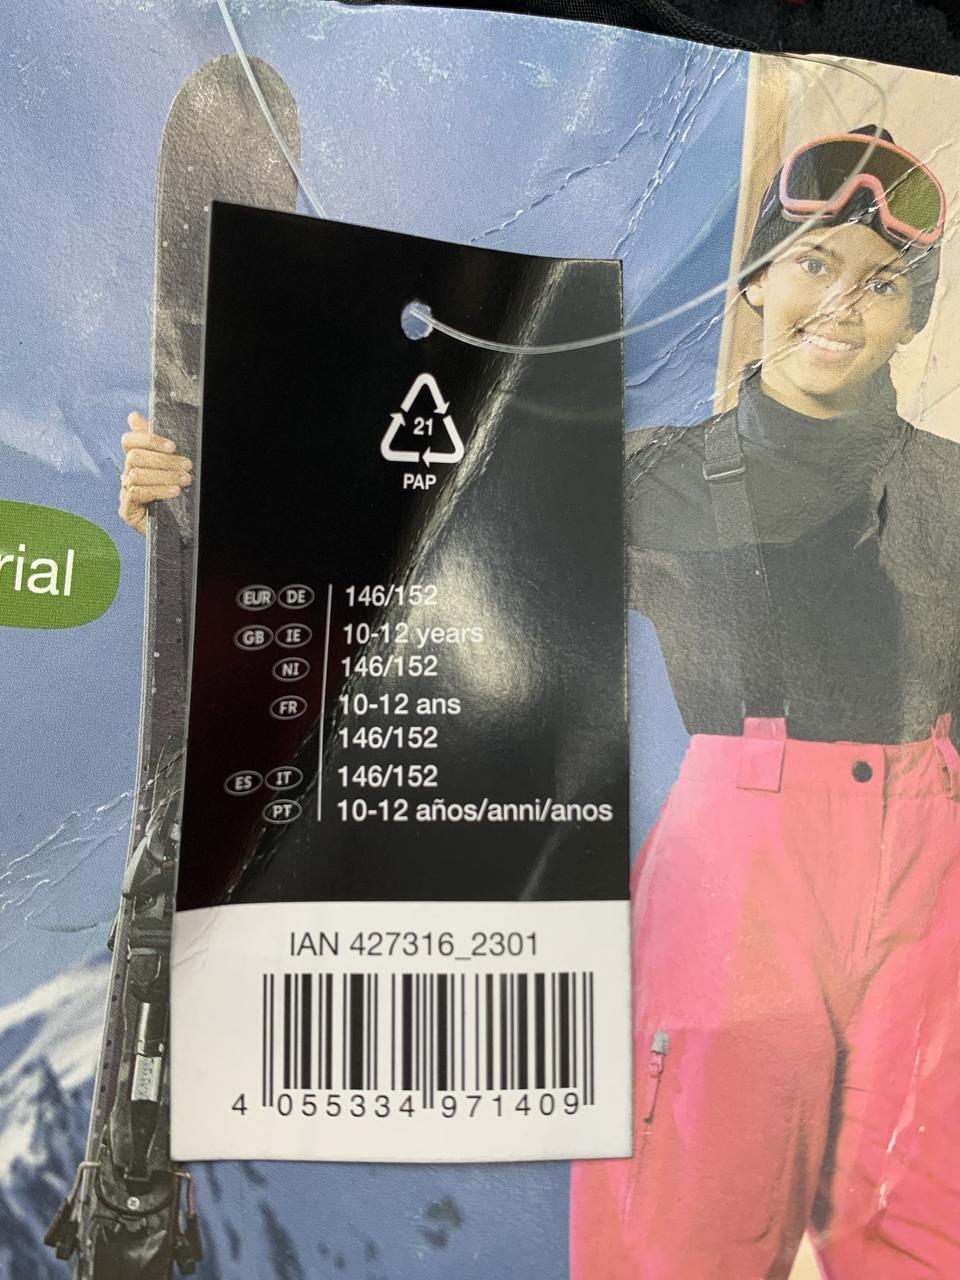 rial
21
PAP
EUR DE 146/152
GB IE 10-12 years
NI 146/152
FR 10-12 ans
146/152
ES IT 146/152
PT 10-12 años/anni/anos
IAN 427316_2301
4 055334 971409